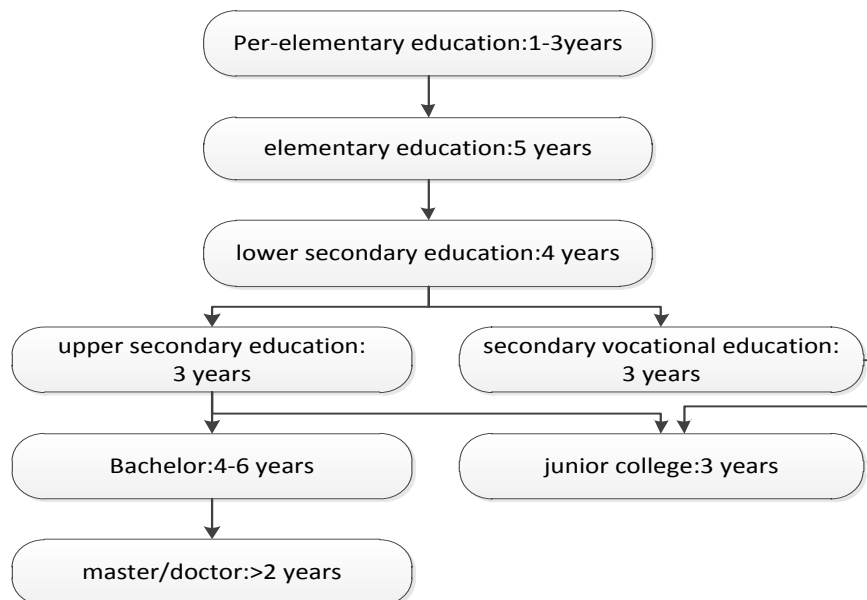 Per-elementary education:1-3years
elementary education:5 years
lower secondary education:4 years
upper secondary education:
3 years
secondary vocational education:
3 years
Bachelor:4-6 years
junior college:3 years
master/doctor:>2 years